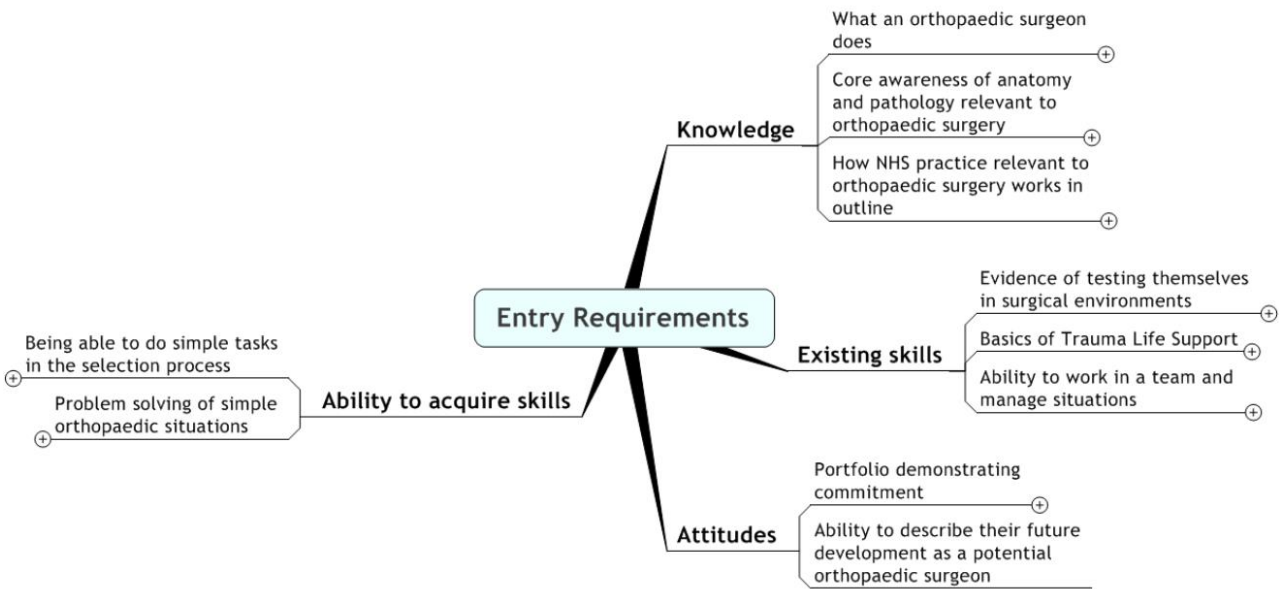 What an orthopaedic surgeon
does
Core awareness of anatomy
and pathology relevant to
orthopaedic surgery
Knowledge
How NHS practice relevant to
orthopaedic surgery works in
outline
Entry Requirements
Evidence of testing themselves
in surgical environments
Existing skills
Basics of Trauma Life Support
Ability to work in a team and
manage situations
Being able to do simple tasks
in the selection process
Ability to acquire skills
Problem solving of simple
orthopaedic situations
Portfolio demonstrating
commitment
Attitudes
Ability to describe their future
development as a potential
orthopaedic surgeon